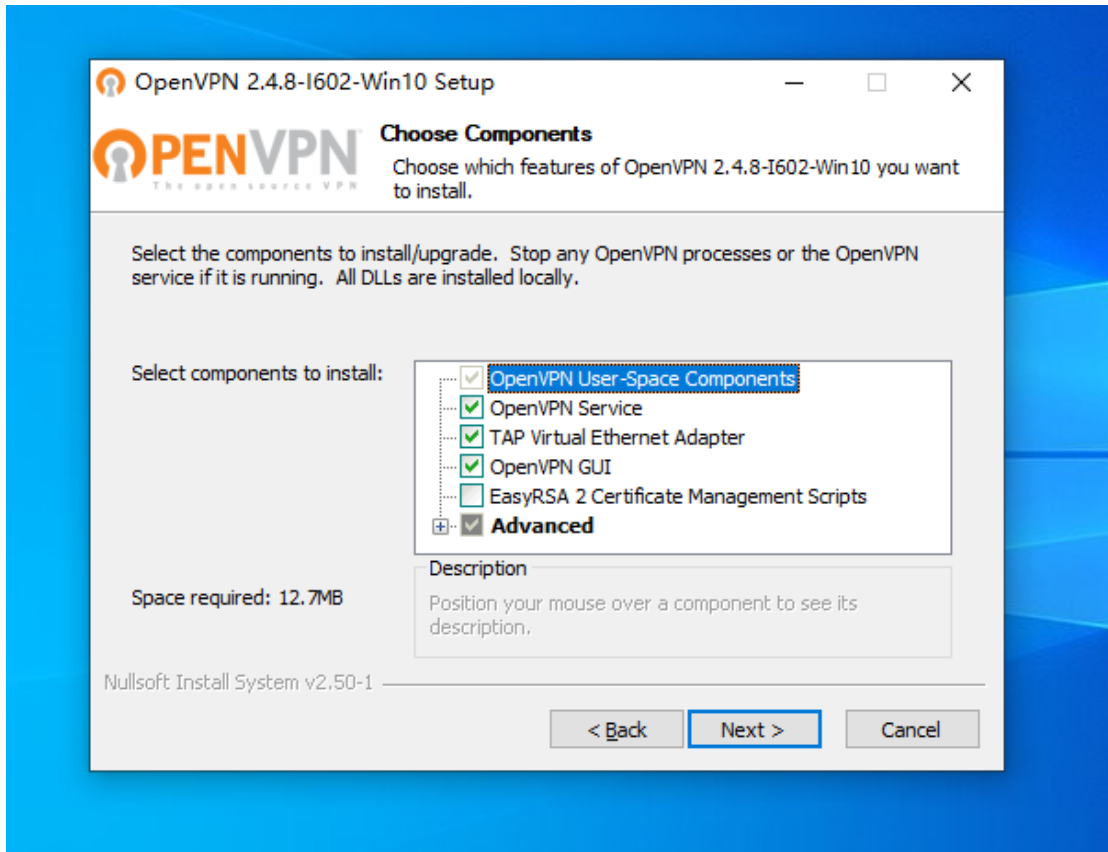 OpenVPN 2.4.8-I602-Win10 Setup
OPENVPN
The open source VPN
Choose Components
Choose which features of OpenVPN 2.4.8-I602-Win10 you want
to install.
Select the components to install/upgrade. Stop any OpenVPN processes or the OpenVPN
service if it is running. All DLLs are installed locally.
Select components to install:
OpenVPN User-Space Components
OpenVPN Service
TAP Virtual Ethernet Adapter
OpenVPN GUI
EasyRSA 2 Certificate Management Scripts
Advanced
Space required: 12.7MB
Description
Position your mouse over a component to see its
description.
Nullsoft Install System v2.50-1
< Back
Next >
Cancel